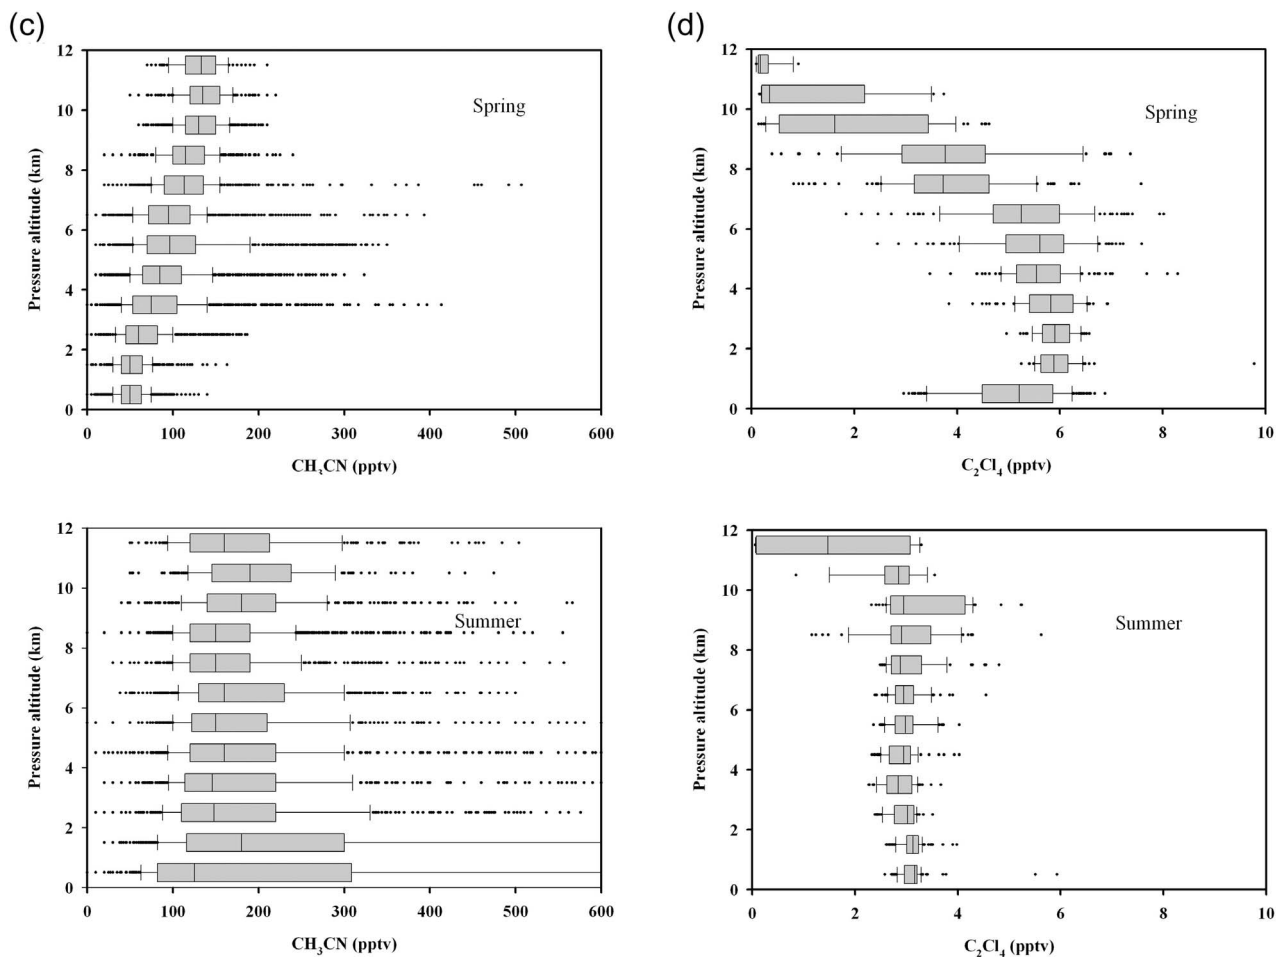 (c)
(d)
12
10
8
6
4
2
0
Pressure altitude (km)
Spring
0 100 200 300 400 500 600
CH₃CN (pptv)
12
10
8
6
4
2
0
Pressure altitude (km)
Spring
0 2 4 6 8 10
C₂Cl₄ (pptv)
12
10
8
6
4
2
0
Pressure altitude (km)
Summer
0 100 200 300 400 500 600
CH₃CN (pptv)
12
10
8
6
4
2
0
Pressure altitude (km)
Summer
0 2 4 6 8 10
C₂Cl₄ (pptv)